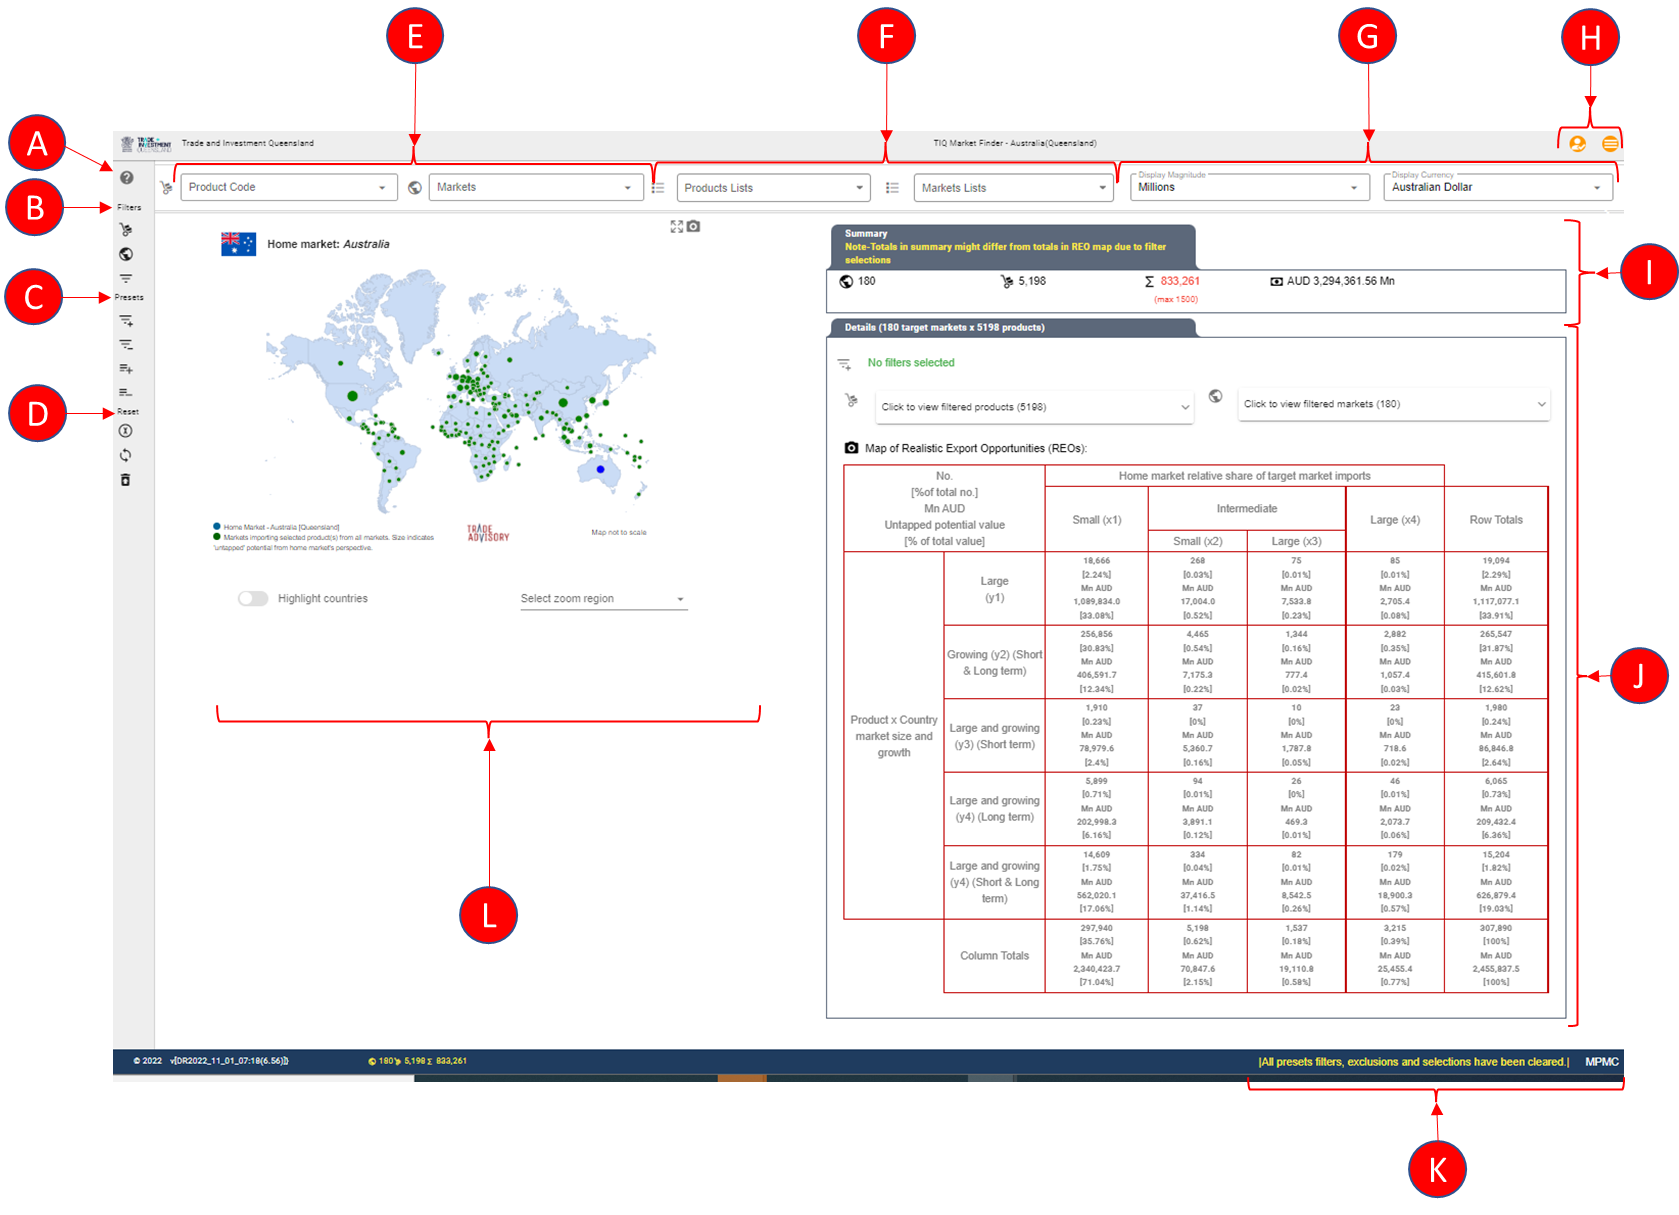 E
F
G
H
A
B
C
D
I
J
K
L
TRADE + INVESTMENT QUEENSLAND
Trade and Investment Queensland
TIQ Market Finder - Australia(Queensland)
Product Code
Markets
Products Lists
Markets Lists
Display Magnitude
Millions
Display Currency
Australian Dollar
Filters
Presets
Reset
Home market: Australia
Home Market - Australia [Queensland]
Markets importing selected product(s) from all markets. Size indicates
'untapped' potential from home market's perspective.
TRADE
ADVISORY
Map not to scale
Highlight countries
Select zoom region
Summary
Note-Totals in summary might differ from totals in REO map due to filter
selections
180
5,198
Σ 833,261
(max 1500)
AUD 3,294,361.56 Mn
Details (180 target markets x 5198 products)
No filters selected
Click to view filtered products (5198)
Click to view filtered markets (180)
Map of Realistic Export Opportunities (REOs):
No.
[%of total no.]
Mn AUD
Untapped potential value
[% of total value]
Home market relative share of target market imports
Small (x1)
Intermediate
Small (x2)
Large (x3)
Large (x4)
Row Totals
Product x Country
market size and
growth
Large
(y1)
18,666
[2.24%]
Mn AUD
1,089,834.0
[33.08%]
268
[0.03%]
Mn AUD
17,004.0
[0.52%]
75
[0.01%]
Mn AUD
7,533.8
[0.23%]
85
[0.01%]
Mn AUD
2,705.4
[0.08%]
19,094
[2.29%]
Mn AUD
1,117,077.1
[33.91%]
Growing (y2) (Short
& Long term)
256,856
[30.83%]
Mn AUD
406,591.7
[12.34%]
4,465
[0.54%]
Mn AUD
7,175.3
[0.22%]
1,344
[0.16%]
Mn AUD
777.4
[0.02%]
2,882
[0.35%]
Mn AUD
1,057.4
[0.03%]
265,547
[31.87%]
Mn AUD
415,601.8
[12.62%]
Large and growing
(y3) (Short term)
1,910
[0.23%]
Mn AUD
78,979.6
[2.4%]
37
[0%]
Mn AUD
5,360.7
[0.16%]
10
[0%]
Mn AUD
1,787.8
[0.05%]
23
[0%]
Mn AUD
718.6
[0.02%]
1,980
[0.24%]
Mn AUD
86,846.8
[2.64%]
Large and growing
(y4) (Long term)
5,899
[0.71%]
Mn AUD
202,998.3
[6.16%]
94
[0.01%]
Mn AUD
3,891.1
[0.12%]
26
[0%]
Mn AUD
469.3
[0.01%]
46
[0.01%]
Mn AUD
2,073.7
[0.06%]
6,065
[0.73%]
Mn AUD
209,432.4
[6.36%]
Large and growing
(y4) (Short & Long
term)
14,609
[1.75%]
Mn AUD
562,020.1
[17.06%]
334
[0.04%]
Mn AUD
37,416.5
[1.14%]
82
[0.01%]
Mn AUD
8,542.5
[0.26%]
179
[0.02%]
Mn AUD
18,900.3
[0.57%]
15,204
[1.82%]
Mn AUD
626,879.4
[19.03%]
Column Totals
297,940
[35.76%]
Mn AUD
2,340,423.7
[71.04%]
5,198
[0.62%]
Mn AUD
70,847.6
[2.15%]
1,537
[0.18%]
Mn AUD
19,110.8
[0.58%]
3,215
[0.39%]
Mn AUD
25,455.4
[0.77%]
307,890
[100%]
Mn AUD
2,455,837.5
[100%]
© 2022 v[DR2022_11_01_07:18(6.56)]}
180 5,198 Σ 833,261
|All presets filters, exclusions and selections have been cleared.|
MPMC